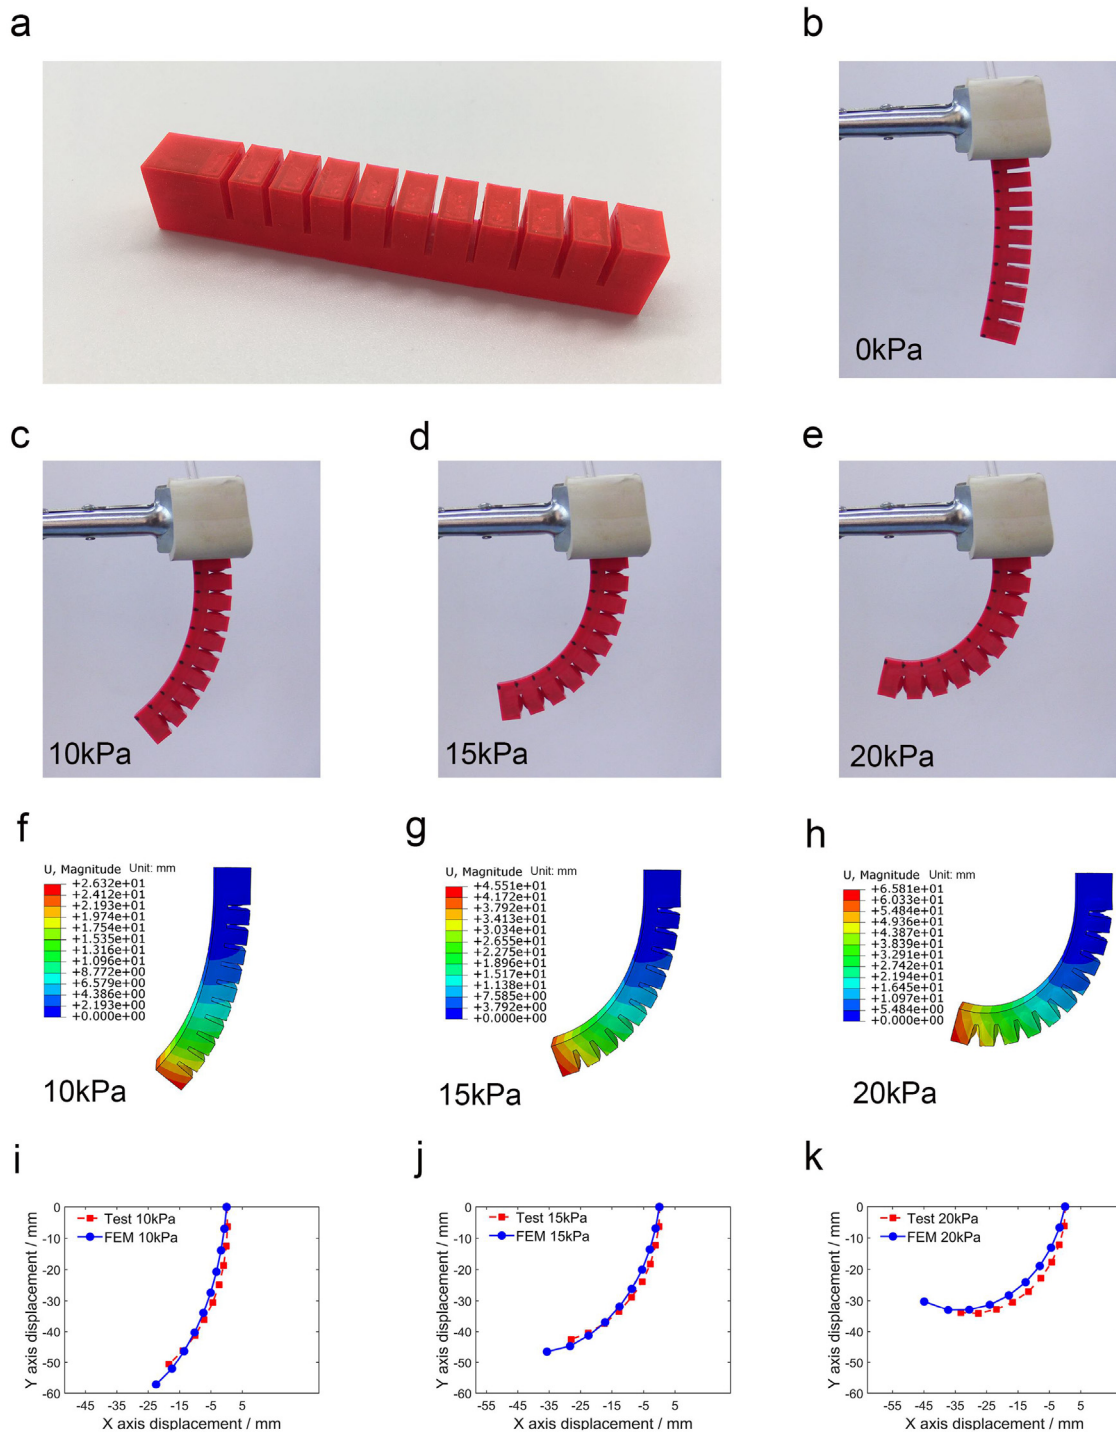 a
b
0kPa
c
d
e
10kPa
15kPa
20kPa
f
g
h
U, Magnitude Unit: mm
+2.632e+01
+2.412e+01
+2.193e+01
+1.974e+01
+1.754e+01
+1.535e+01
+1.316e+01
+1.096e+01
+8.772e+00
+6.579e+00
+4.386e+00
+2.193e+00
+0.000e+00
10kPa
U, Magnitude Unit: mm
+4.551e+01
+4.172e+01
+3.792e+01
+3.413e+01
+3.034e+01
+2.655e+01
+2.275e+01
+1.896e+01
+1.517e+01
+1.138e+01
+7.585e+00
+3.792e+00
+0.000e+00
15kPa
U, Magnitude Unit: mm
+6.581e+01
+6.033e+01
+5.484e+01
+4.936e+01
+4.387e+01
+3.839e+01
+3.291e+01
+2.742e+01
+2.194e+01
+1.645e+01
+1.097e+01
+5.484e+00
+0.000e+00
20kPa
i
j
k
Y axis displacement / mm
0
-10
-20
-30
-40
-50
-60
Test 10kPa
FEM 10kPa
-45 -35 -25 -15 -5 5
X axis displacement / mm
Y axis displacement / mm
0
-10
-20
-30
-40
-50
-60
Test 15kPa
FEM 15kPa
-55 -45 -35 -25 -15 -5 5
X axis displacement / mm
Y axis displacement / mm
0
-10
-20
-30
-40
-50
-60
Test 20kPa
FEM 20kPa
-55 -45 -35 -25 -15 -5 5
X axis displacement / mm